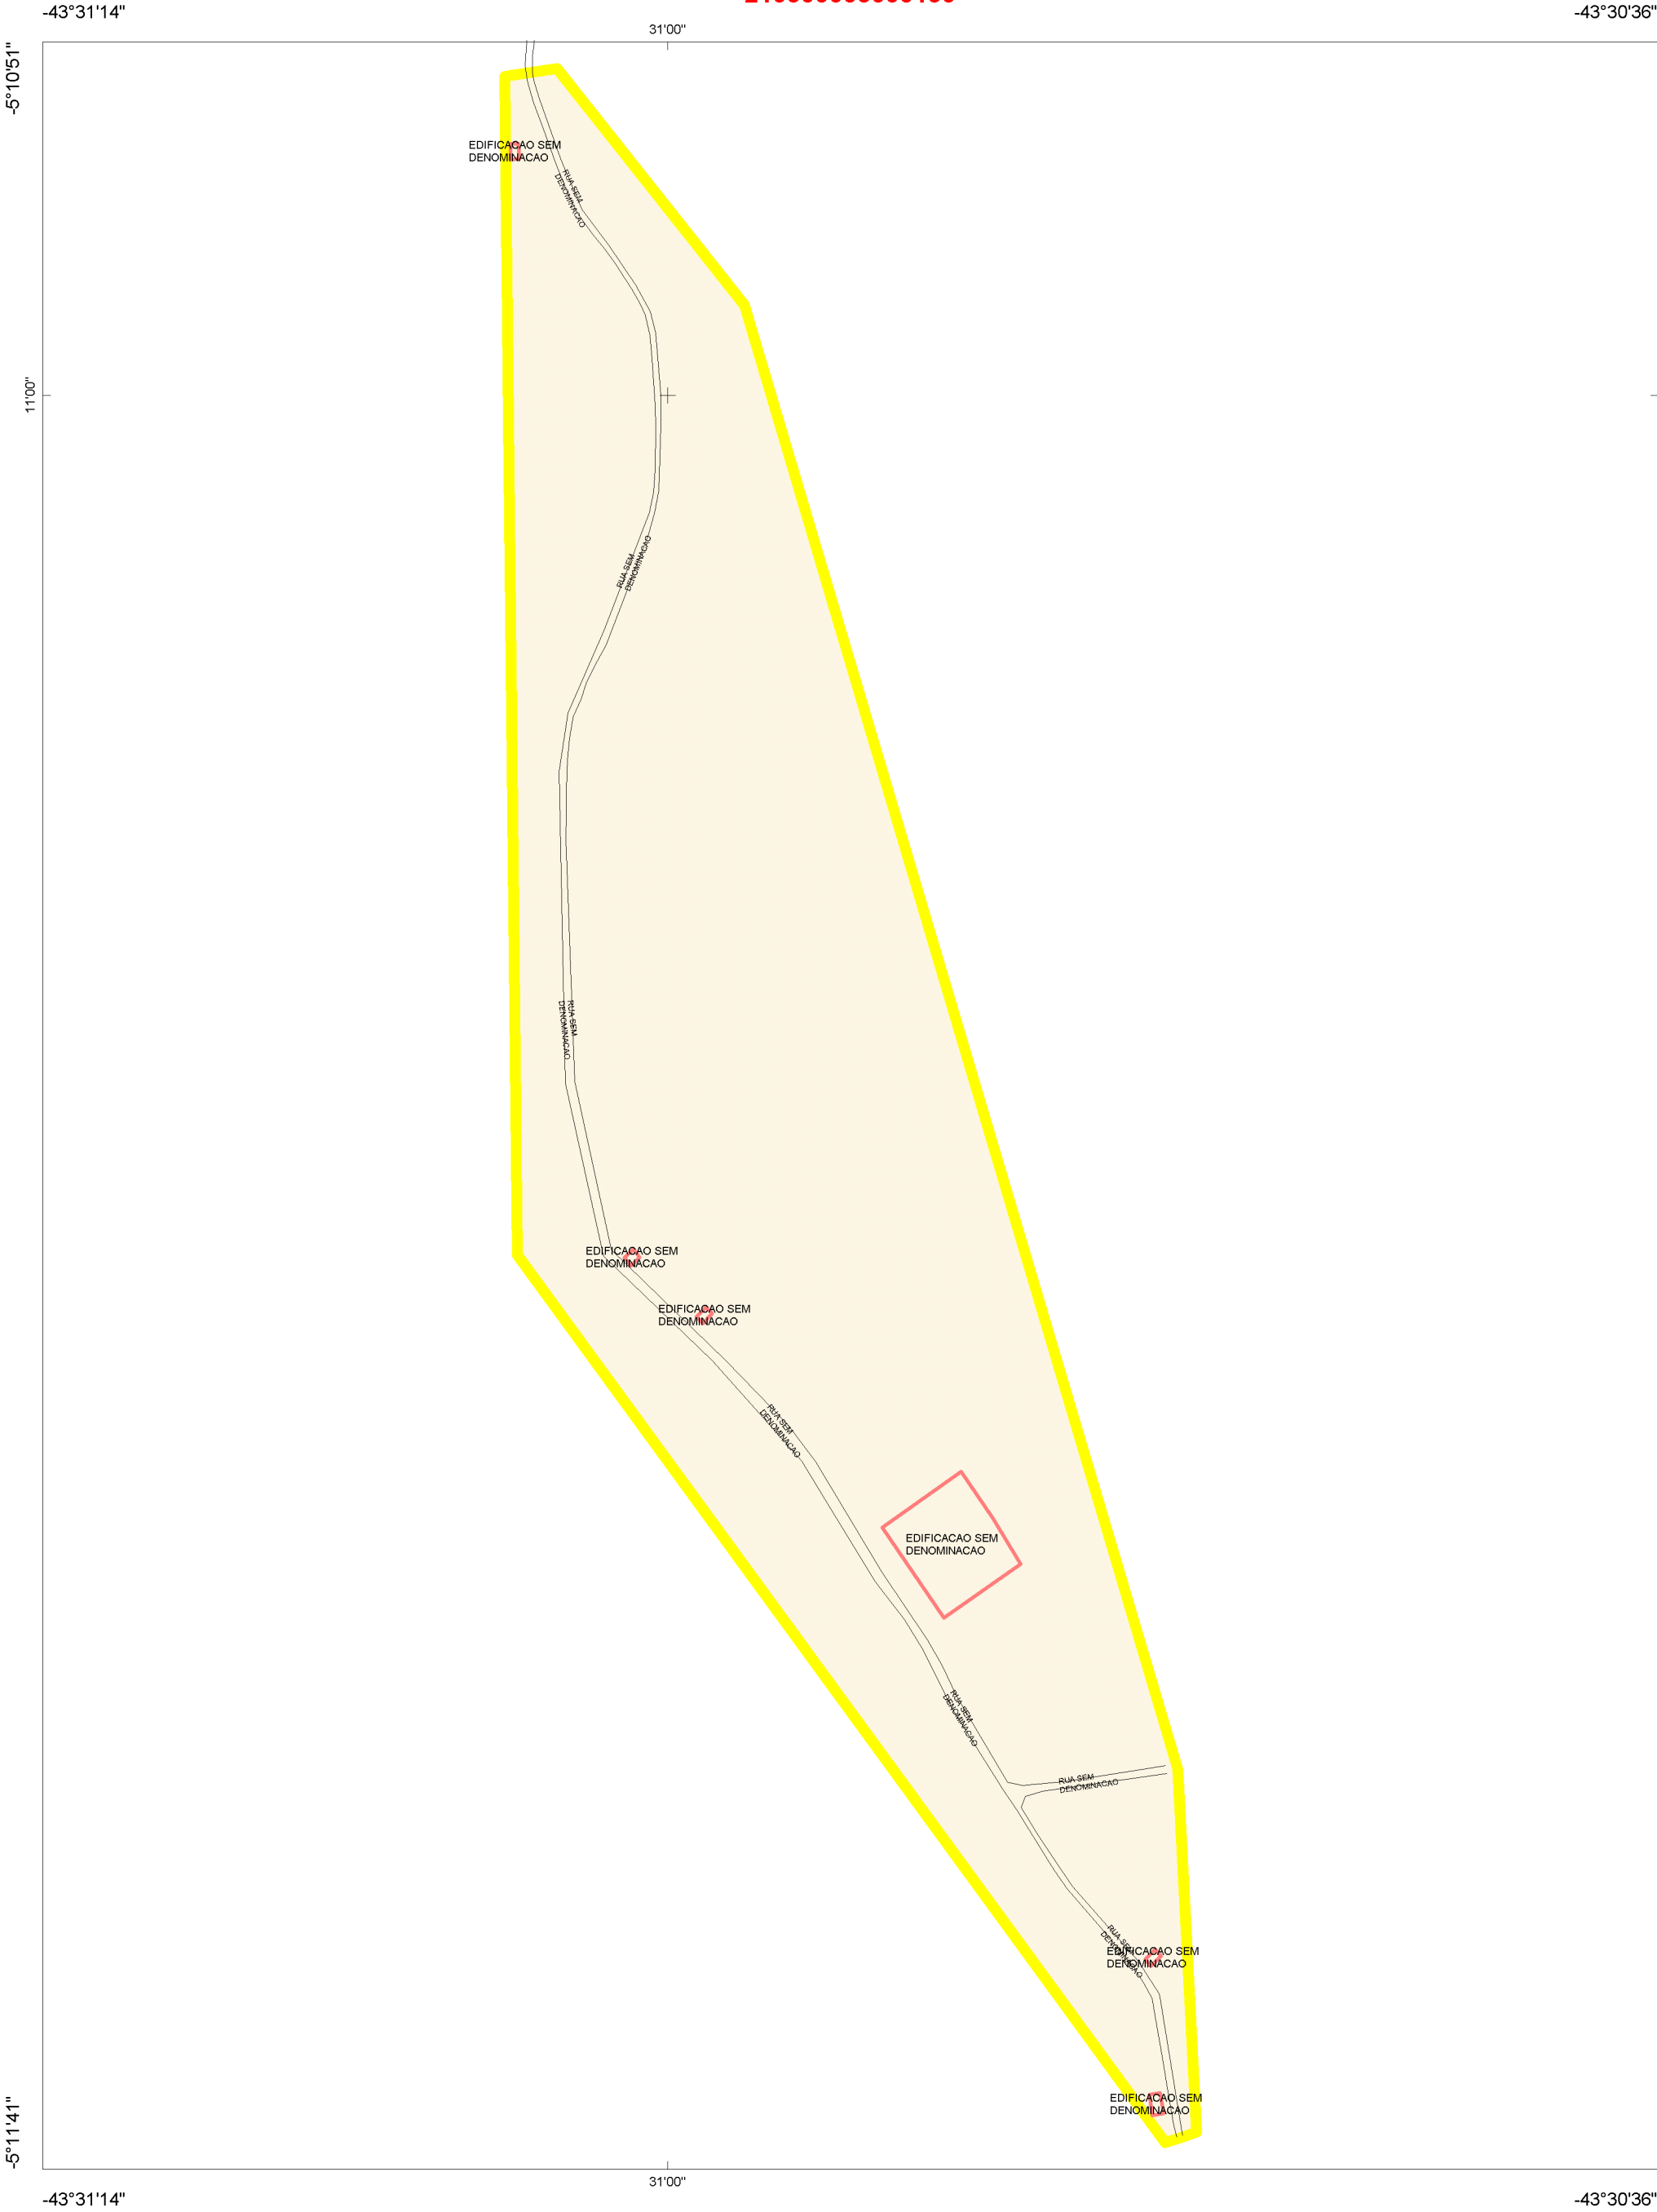 -43°31'14"
-43°30'36"
31'00"
-5°10'51"
EDIFICACAO SEM
DENOMINACAO
RUA SEM
DENOMINACAO
11'00"
RUA SEM
DENOMINACAO
RUA SEM
DENOMINACAO
EDIFICACAO SEM
DENOMINACAO
EDIFICACAO SEM
DENOMINACAO
RUA SEM
DENOMINACAO
EDIFICACAO SEM
DENOMINACAO
RUA SEM
DENOMINACAO
RUA SEM
DENOMINACAO
RUA SEM
DENOMINACAO
EDIFICACAO SEM
DENOMINACAO
EDIFICACAO SEM
DENOMINACAO
-5°11'41"
31'00"
-43°31'14"
-43°30'36"